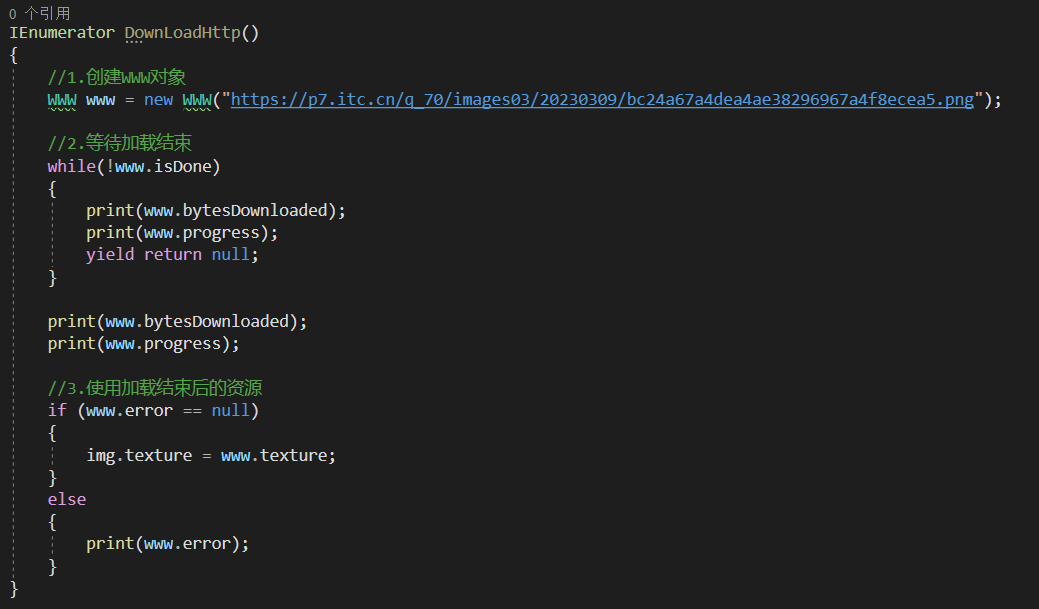 0 个引用
IEnumerator DownLoadHttp()
{
//1.创建WWW对象
WWW www = new WWW("https://p7.itc.cn/q_70/images03/20230309/bc24a67a4dea4ae38296967a4f8ecea5.png");
//2.等待加载结束
while(!www.isDone)
{
print(www.bytesDownloaded);
print(www.progress);
yield return null;
}
print(www.bytesDownloaded);
print(www.progress);
//3.使用加载结束后的资源
if (www.error == null)
{
img.texture = www.texture;
}
else
{
print(www.error);
}
}